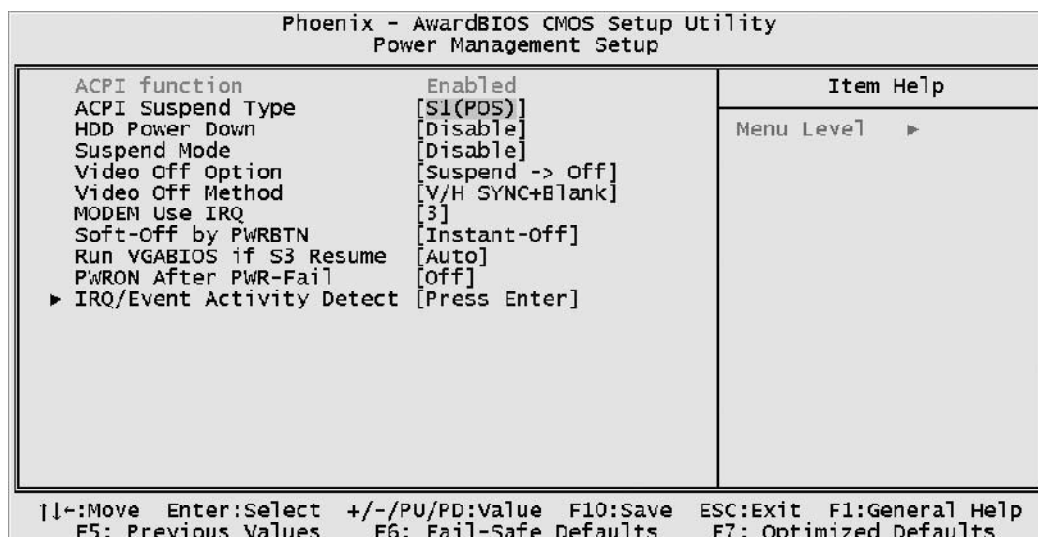 Phoenix - AwardBIOS CMOS Setup Utility
Power Management Setup
ACPI function Enabled
ACPI Suspend Type [S1(POS)]
HDD Power Down [Disable]
Suspend Mode [Disable]
Video Off Option [Suspend -> Off]
Video Off Method [V/H SYNC+Blank]
MODEM Use IRQ [3]
Soft-Off by PWRBTN [Instant-Off]
Run VGABIOS if S3 Resume [Auto]
PWRON After PWR-Fail [Off]
▶ IRQ/Event Activity Detect [Press Enter]
Item Help
Menu Level ▶
↑↓←:Move Enter:Select +/-/PU/PD:Value F10:Save ESC:Exit F1:General Help
F5: Previous Values F6: Fail-Safe Defaults F7: Optimized Defaults